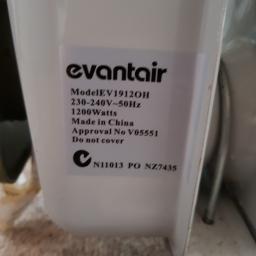 evantair
ModelEV1912OH
230-240V~50Hz
1200Watts
Made in China
Approval No V05551
Do not cover
N11013 PO NZ7435